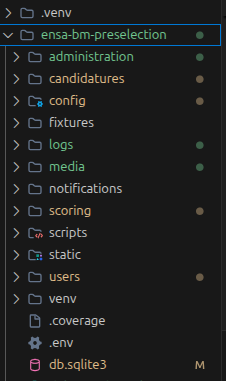 .venv
ensa-bm-preselection
administration
candidatures
config
fixtures
logs
media
notifications
scoring
scripts
static
users
venv
.coverage
.env
db.sqlite3 M